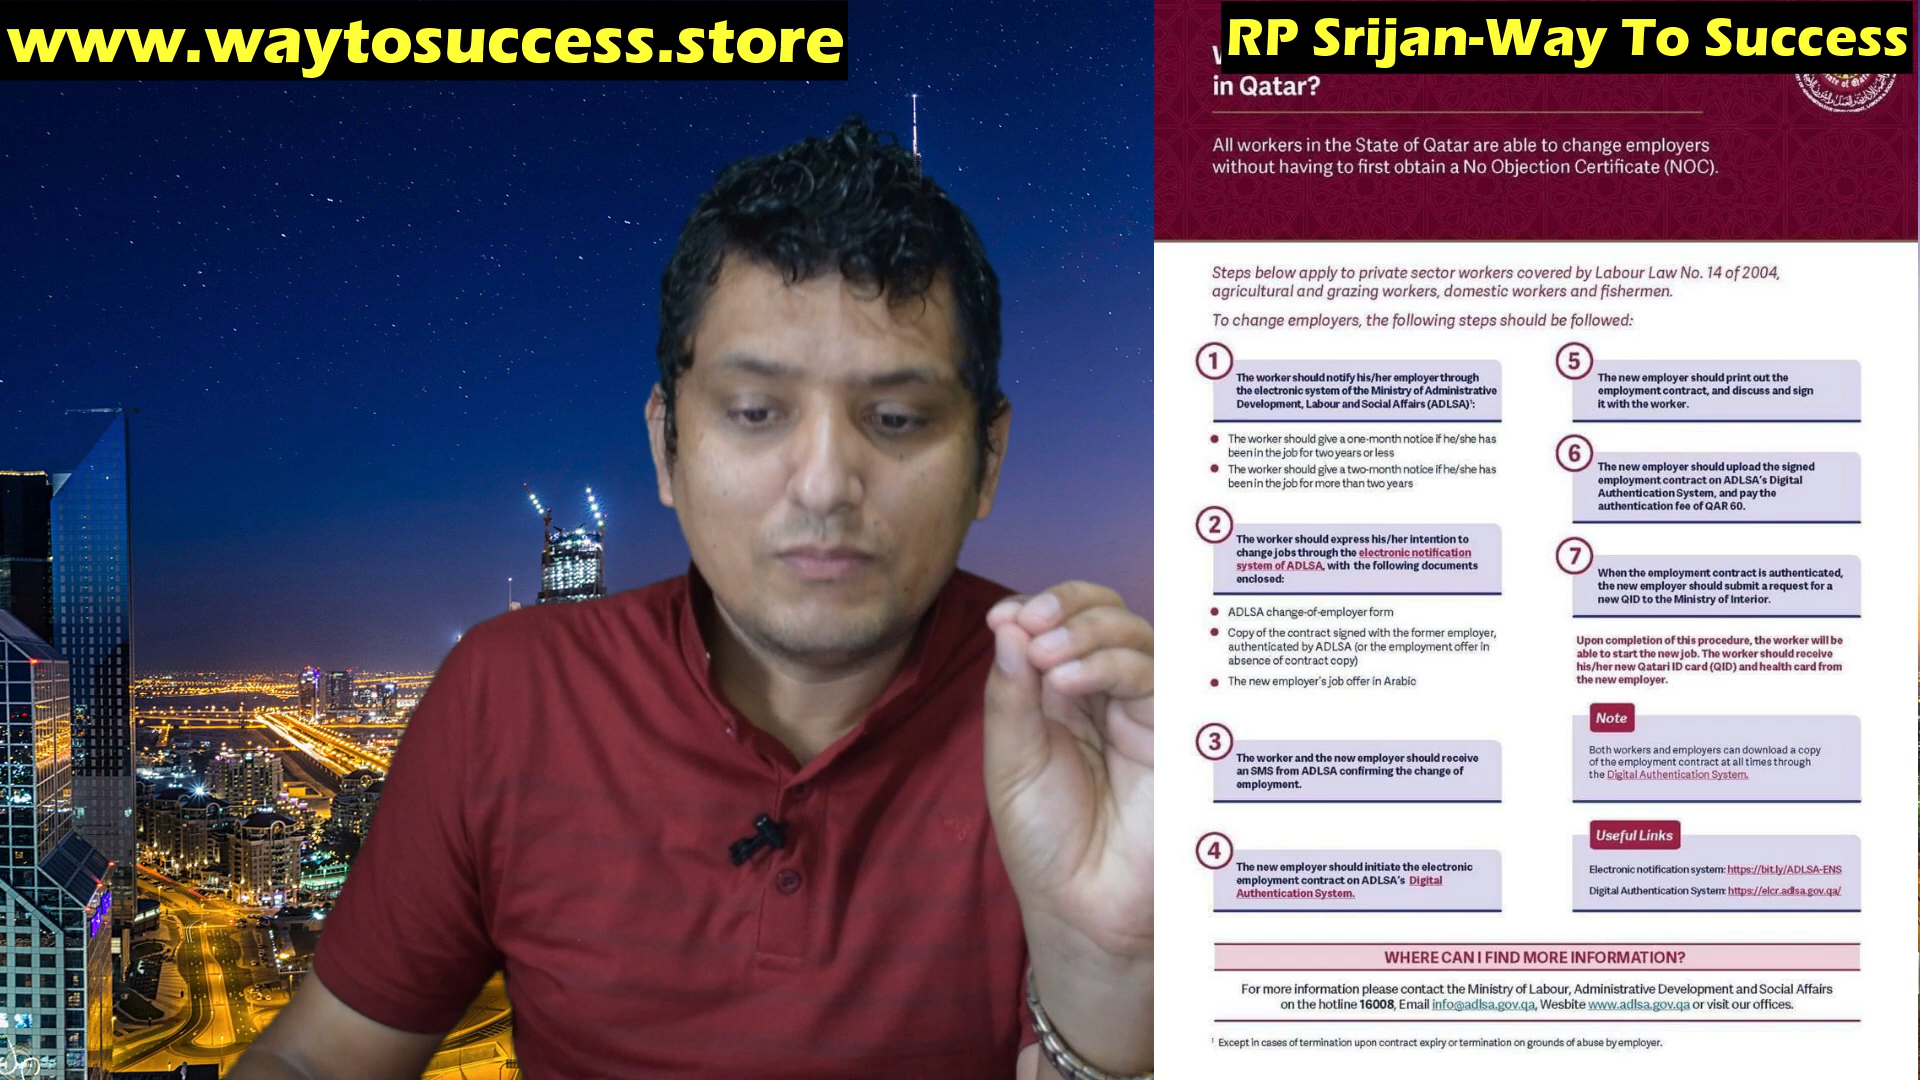 www.waytosuccess.store
RP Srijan-Way To Success
in Qatar?
All workers in the State of Qatar are able to change employers
without having to first obtain a No Objection Certificate (NOC).
Steps below apply to private sector workers covered by Labour Law No. 14 of 2004,
agricultural and grazing workers, domestic workers and fishermen.
To change employers, the following steps should be followed:
1
The worker should notify his/her employer through
the electronic system of the Ministry of Administrative
Development, Labour and Social Affairs (ADLSA)¹:
The worker should give a one-month notice if he/she has
been in the job for two years or less
The worker should give a two-month notice if he/she has
been in the job for more than two years
2
The worker should express his/her intention to
change jobs through the electronic notification
system of ADLSA, with the following documents
enclosed:
ADLSA change-of-employer form
Copy of the contract signed with the former employer,
authenticated by ADLSA (or the employment offer in
absence of contract copy)
The new employer's job offer in Arabic
3
The worker and the new employer should receive
an SMS from ADLSA confirming the change of
employment.
4
The new employer should initiate the electronic
employment contract on ADLSA's Digital
Authentication System.
5
The new employer should print out the
employment contract, and discuss and sign
it with the worker.
6
The new employer should upload the signed
employment contract on ADLSA's Digital
Authentication System, and pay the
authentication fee of QAR 60.
7
When the employment contract is authenticated,
the new employer should submit a request for a
new QID to the Ministry of Interior.
Upon completion of this procedure, the worker will be
able to start the new job. The worker should receive
his/her new Qatari ID card (QID) and health card from
the new employer.
Note
Both workers and employers can download a copy
of the employment contract at all times through
the Digital Authentication System.
Useful Links
Electronic notification system: https://bit.ly/ADLSA-ENS
Digital Authentication System: https://elcr.adlsa.gov.qa/
WHERE CAN I FIND MORE INFORMATION?
For more information please contact the Ministry of Labour, Administrative Development and Social Affairs
on the hotline 16008, Email info@adlsa.gov.qa, Wesbite www.adlsa.gov.qa or visit our offices.
¹ Except in cases of termination upon contract expiry or termination on grounds of abuse by employer.